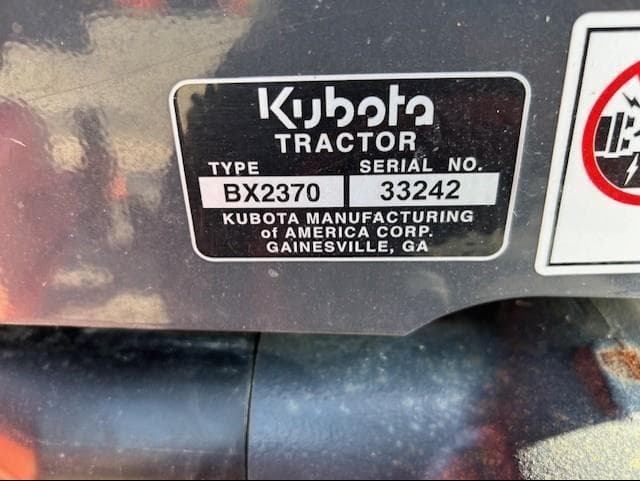 Kubota
TRACTOR
TYPE SERIAL NO.
BX2370 33242
KUBOTA MANUFACTURING
of AMERICA CORP.
GAINESVILLE, GA